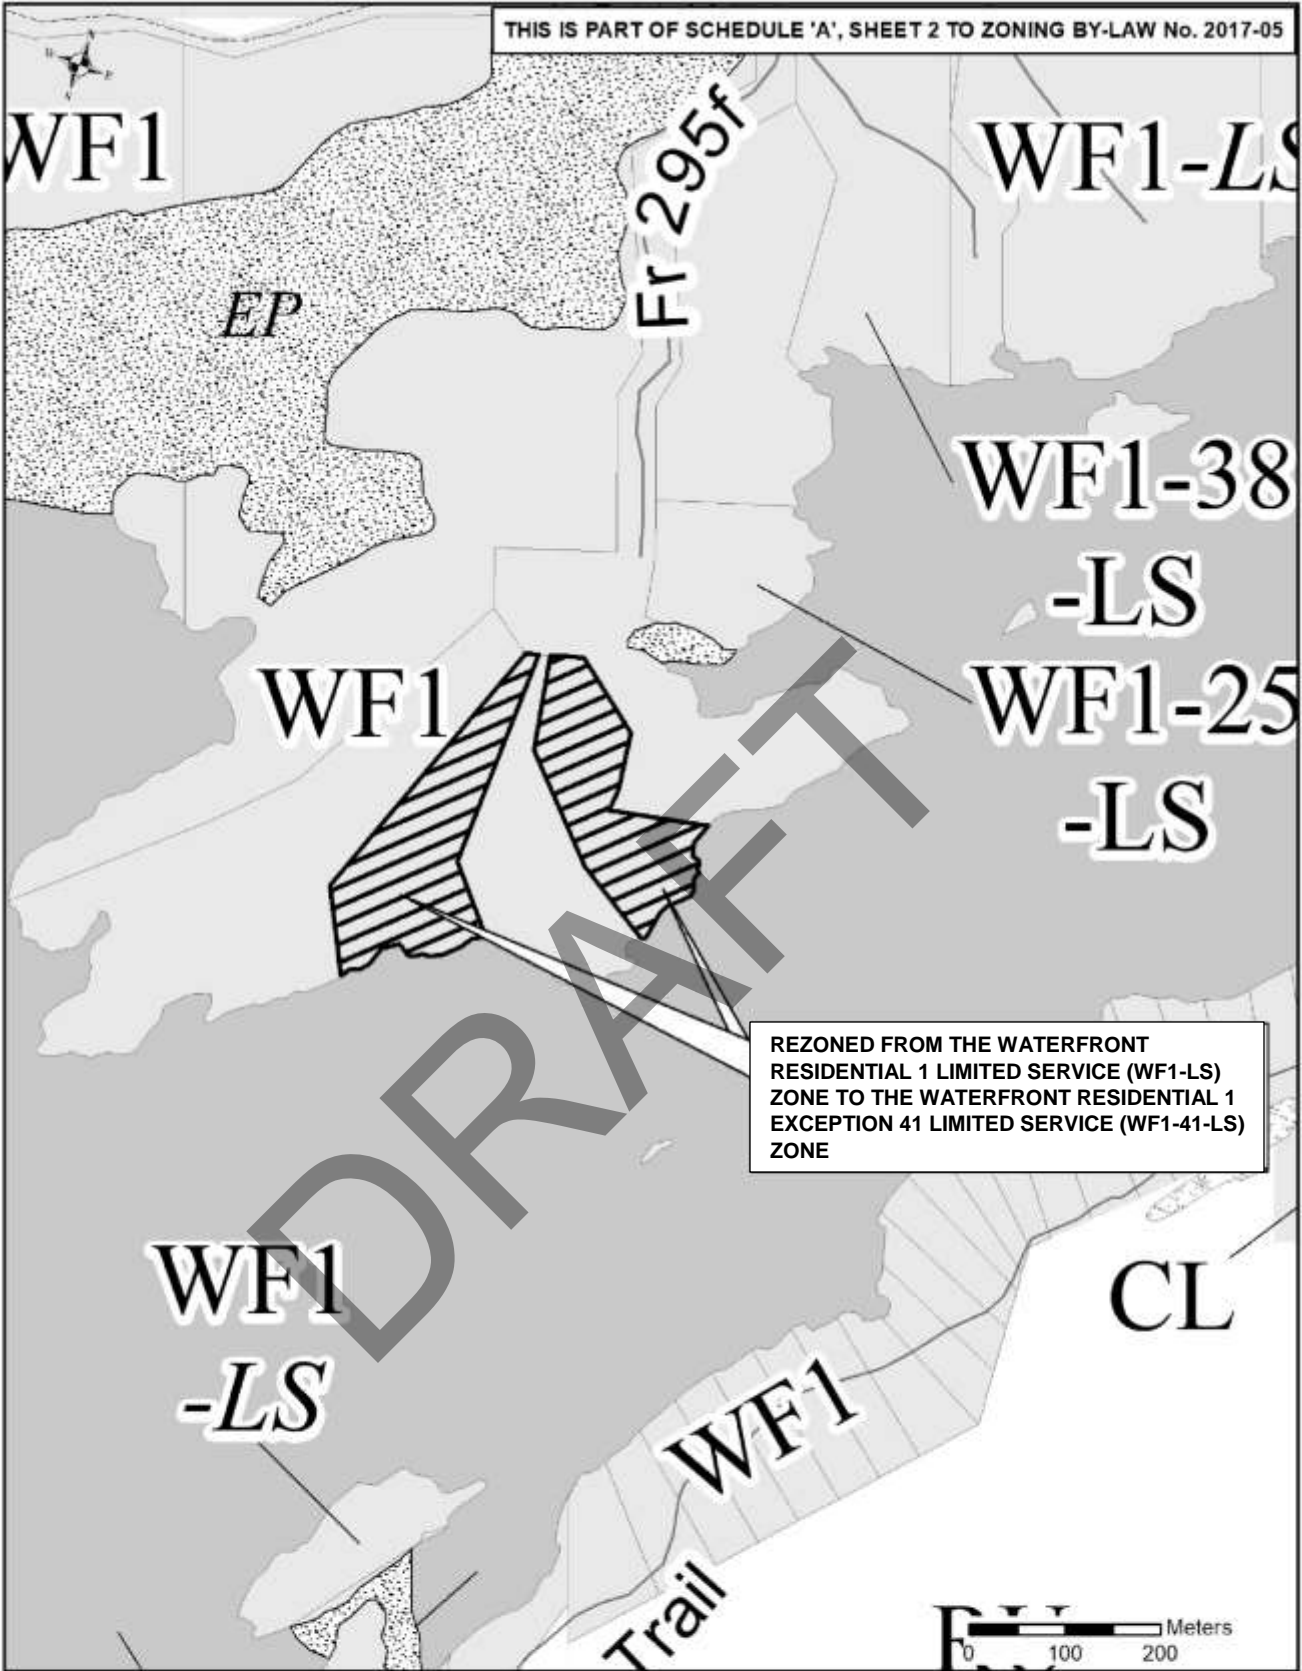 THIS IS PART OF SCHEDULE 'A', SHEET 2 TO ZONING BY-LAW No. 2017-05
WF1
Fr 295f
WF1-LS
EP
WF1-38
-LS
WF1
WF1-25
-LS
DRAFT
REZONED FROM THE WATERFRONT
RESIDENTIAL 1 LIMITED SERVICE (WF1-LS)
ZONE TO THE WATERFRONT RESIDENTIAL 1
EXCEPTION 41 LIMITED SERVICE (WF1-41-LS)
ZONE
WF1
-LS
CL
WF1
Trail
Meters
0 100 200